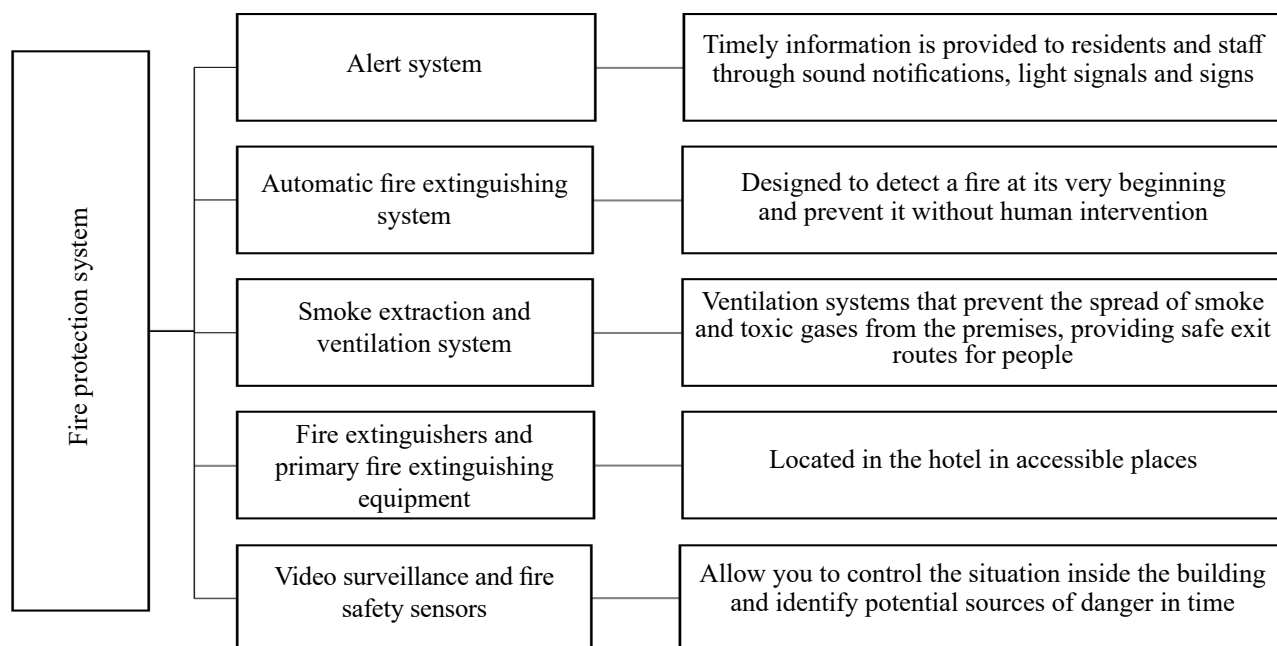 Fire protection system
Alert system
Timely information is provided to residents and staff
through sound notifications, light signals and signs
Automatic fire extinguishing
system
Designed to detect a fire at its very beginning
and prevent it without human intervention
Smoke extraction and
ventilation system
Ventilation systems that prevent the spread of smoke
and toxic gases from the premises, providing safe exit
routes for people
Fire extinguishers and
primary fire extinguishing
equipment
Located in the hotel in accessible places
Video surveillance and fire
safety sensors
Allow you to control the situation inside the building
and identify potential sources of danger in time